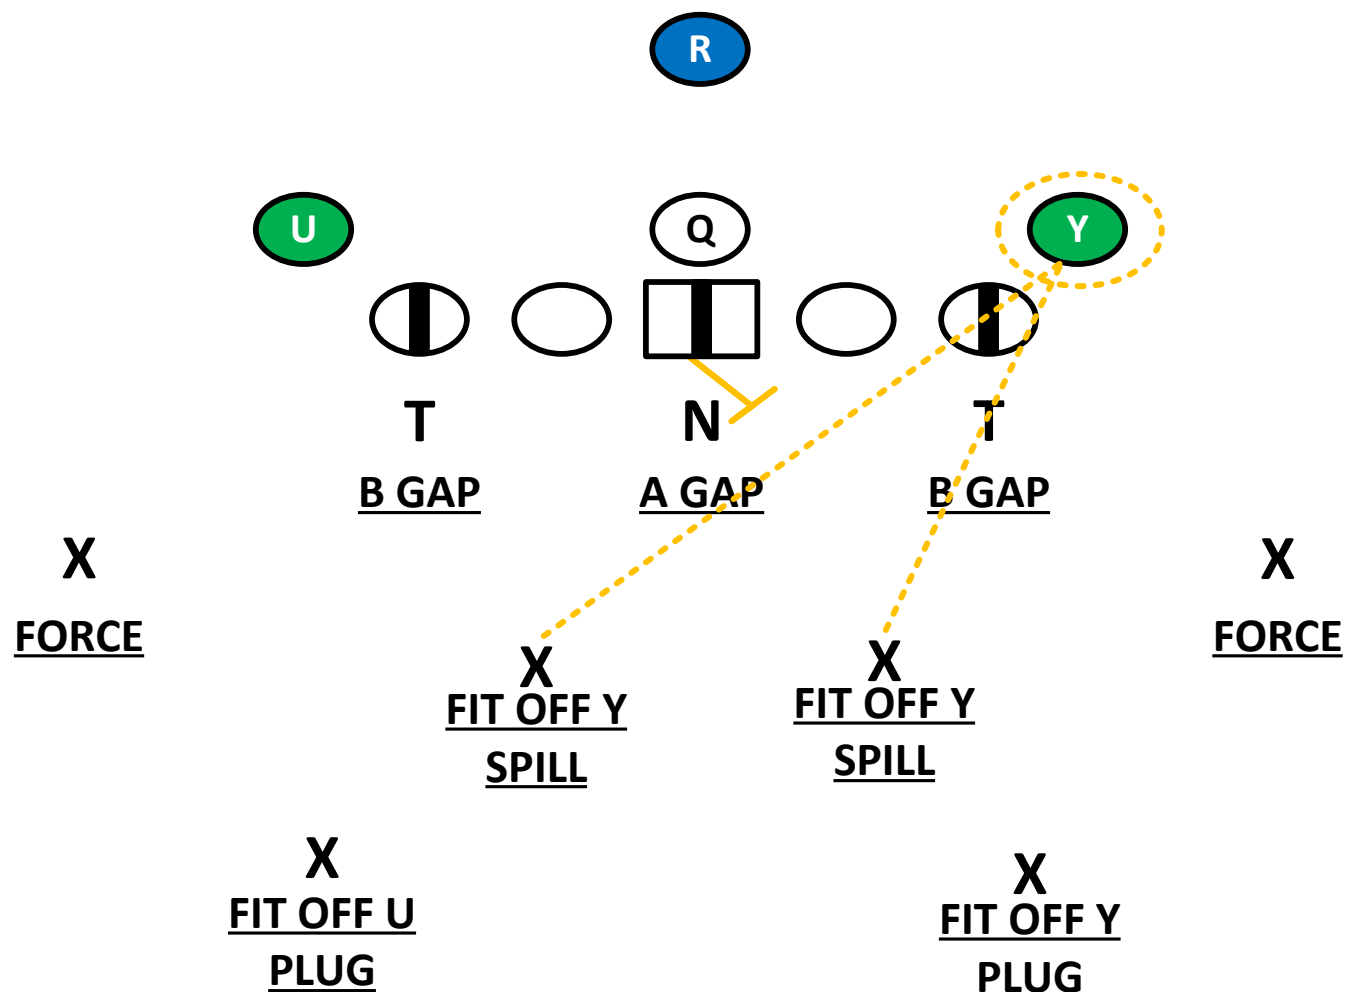 R
U Q Y
T N T
B GAP A GAP B GAP
X X
FORCE FORCE
X X
FIT OFF Y FIT OFF Y
SPILL SPILL
X X
FIT OFF U FIT OFF Y
PLUG PLUG